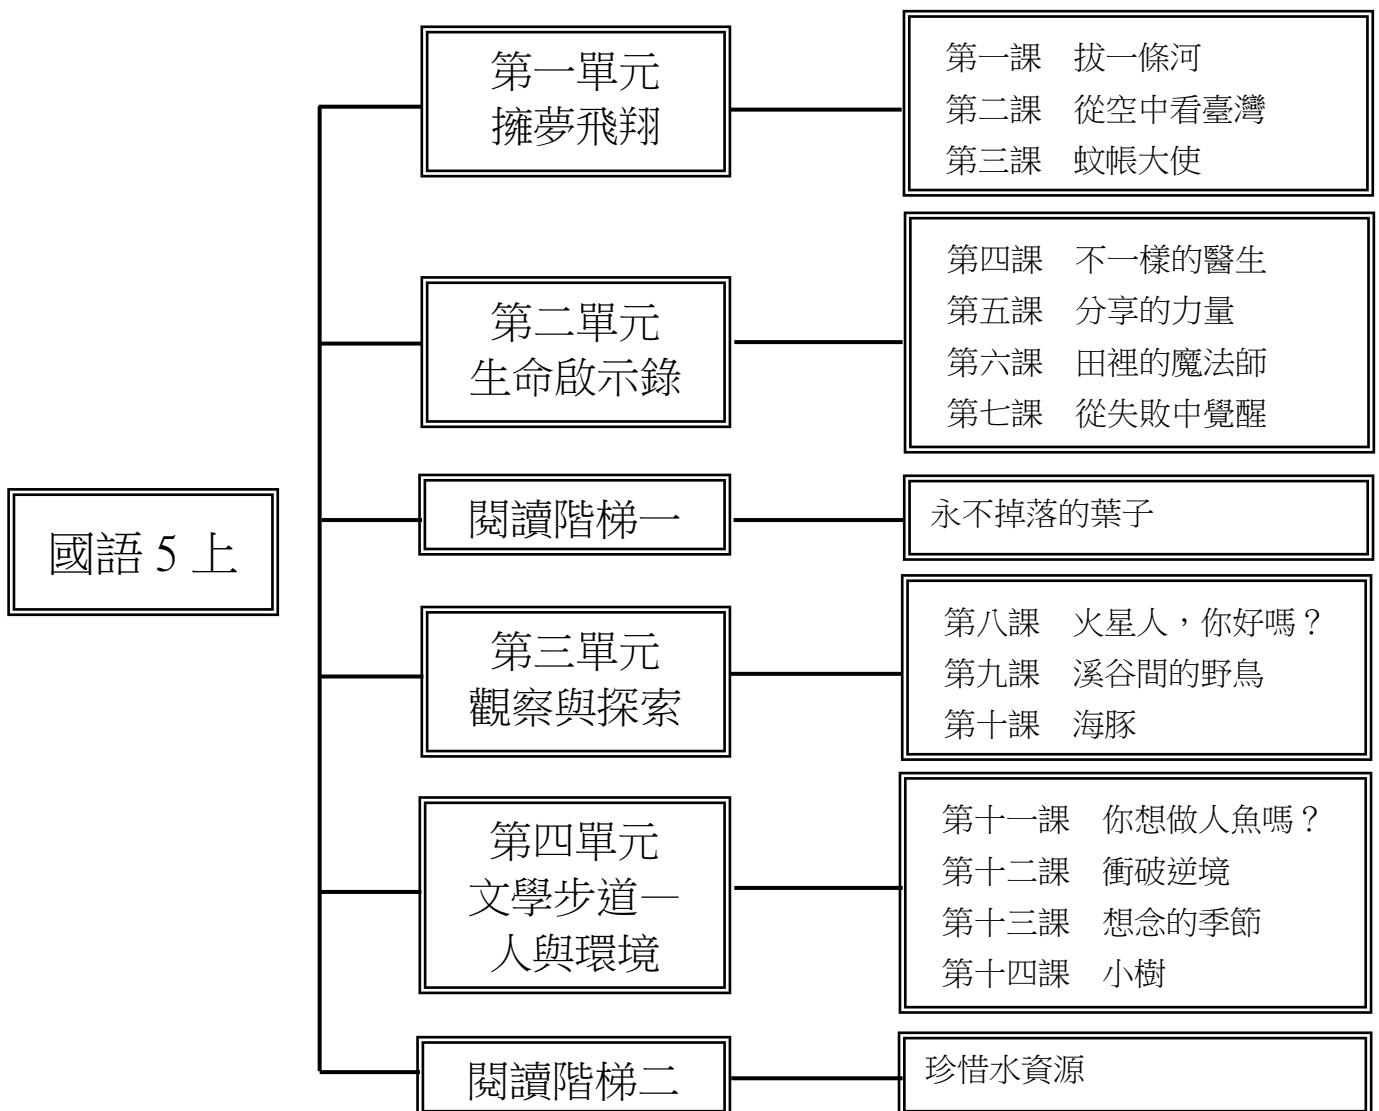 國語 5 上
第一單元
擁夢飛翔
第一課　拔一條河
第二課　從空中看臺灣
第三課　蚊帳大使
第二單元
生命啟示錄
第四課　不一樣的醫生
第五課　分享的力量
第六課　田裡的魔法師
第七課　從失敗中覺醒
閱讀階梯一
永不掉落的葉子
第三單元
觀察與探索
第八課　火星人，你好嗎？
第九課　溪谷間的野鳥
第十課　海豚
第四單元
文學步道—
人與環境
第十一課　你想做人魚嗎？
第十二課　衝破逆境
第十三課　想念的季節
第十四課　小樹
閱讀階梯二
珍惜水資源